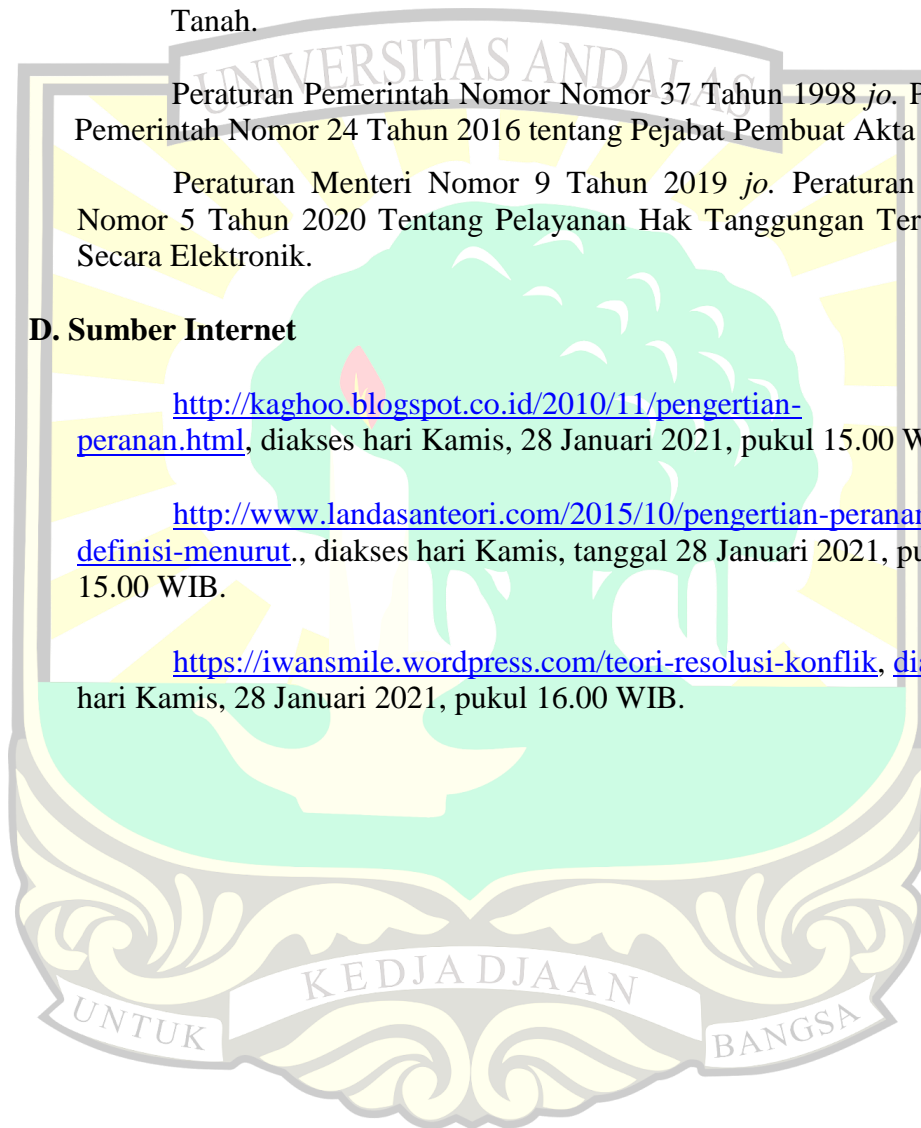 Tanah.
UNIVERSITAS ANDALAS
Peraturan Pemerintah Nomor Nomor 37 Tahun 1998 jo.
Pemerintah Nomor 24 Tahun 2016 tentang Pejabat Pembuat Akta
Peraturan Menteri Nomor 9 Tahun 2019 jo. Peraturan
Nomor 5 Tahun 2020 Tentang Pelayanan Hak Tanggungan
Secara Elektronik.
D. Sumber Internet
http://kaghoo.blogspot.co.id/2010/11/pengertian-
peranan.html, diakses hari Kamis, 28 Januari 2021, pukul 15.00
http://www.landasanteori.com/2015/10/pengertian-peranan
definisi-menurut., diakses hari Kamis, tanggal 28 Januari 2021,
15.00 WIB.
https://iwansmile.wordpress.com/teori-resolusi-konflik,
hari Kamis, 28 Januari 2021, pukul 16.00 WIB.
UNTUK KEDJADJAAN BANGSA